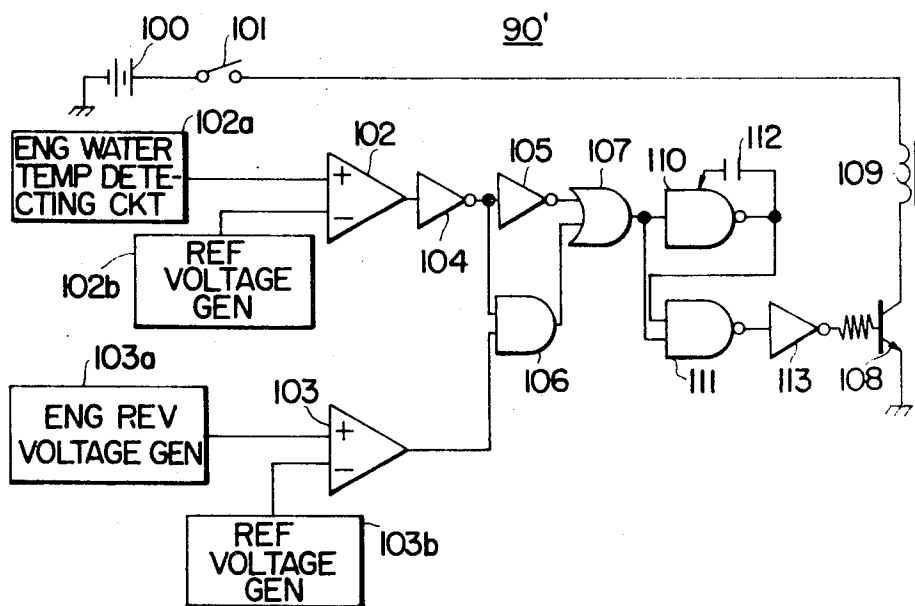 90'
100
101
102a
ENG WATER
TEMP DETE-
CTING CKT
102
+
−
104
105
107
110
112
109
102b
REF
VOLTAGE
GEN
106
111
113
108
103a
ENG REV
VOLTAGE GEN
103
+
−
REF
VOLTAGE
GEN
103b